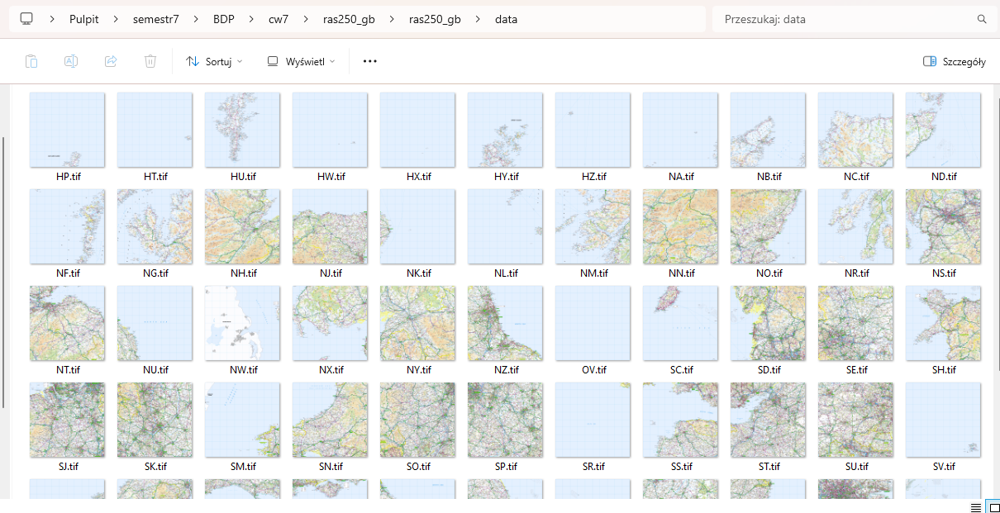 Pulpit > semestr7 > BDP > cw7 > ras250_gb > ras250_gb > data
Przeszukaj: data
Sortuj
Wyświetl
Szczegóły
HP.tif HT.tif HU.tif HW.tif HX.tif HY.tif HZ.tif NA.tif NB.tif NC.tif ND.tif
NF.tif NG.tif NH.tif NJ.tif NK.tif NL.tif NM.tif NN.tif NO.tif NR.tif NS.tif
NT.tif NU.tif NW.tif NX.tif NY.tif NZ.tif OV.tif SC.tif SD.tif SE.tif SH.tif
SJ.tif SK.tif SM.tif SN.tif SO.tif SP.tif SR.tif SS.tif ST.tif SU.tif SV.tif